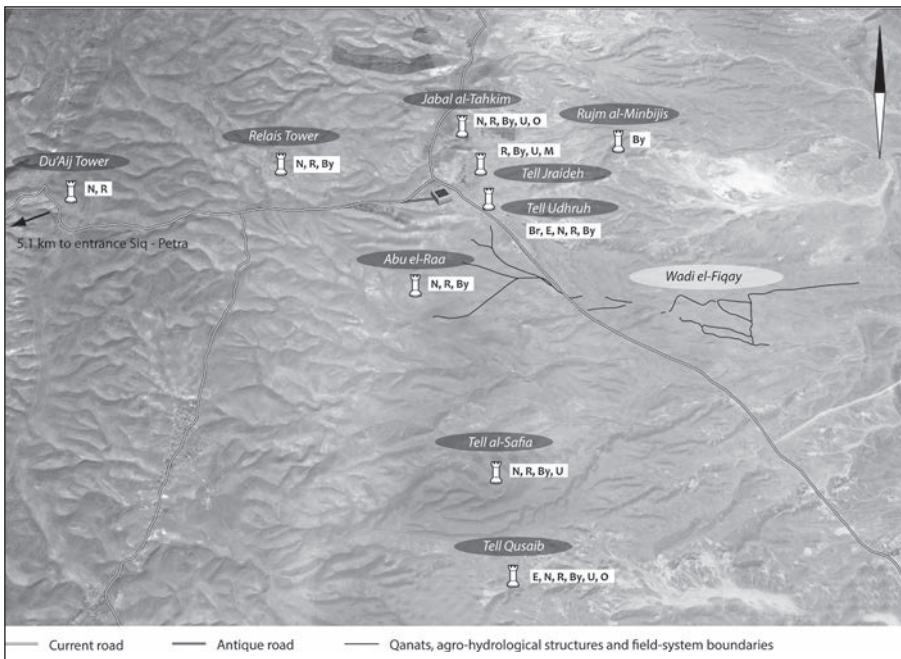 Jabal al-Tahkim
N, R, By, U, O
Rujm al-Minbijis
By
Relais Tower
N, R, By
R, By, U, M
Tell Jraideh
Du'Aij Tower
N, R
Tell Udhruh
Br, E, N, R, By
5.1 km to entrance Siq - Petra
Abu el-Raa
N, R, By
Wadi el-Fiqay
Tell al-Safia
N, R, By, U
Tell Qusaib
E, N, R, By, U, O
Current road
Antique road
Qanats, agro-hydrological structures and field-system boundaries